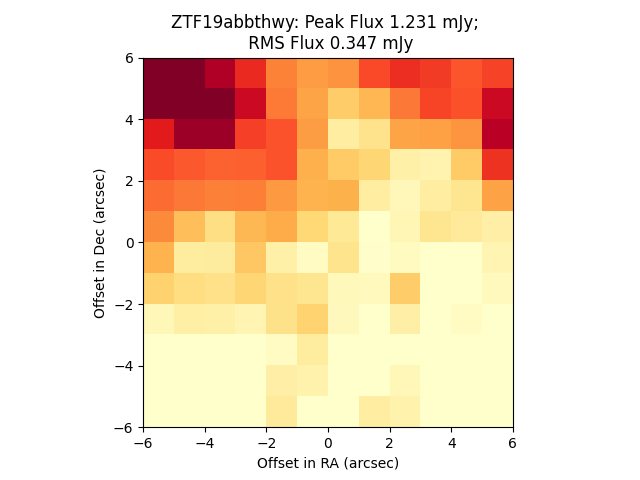 ZTF19abbthwy: Peak Flux 1.231 mJy;
RMS Flux 0.347 mJy
6
4
2
0
−2
−4
−6
Offset in Dec (arcsec)
−6 −4 −2 0 2 4 6
Offset in RA (arcsec)